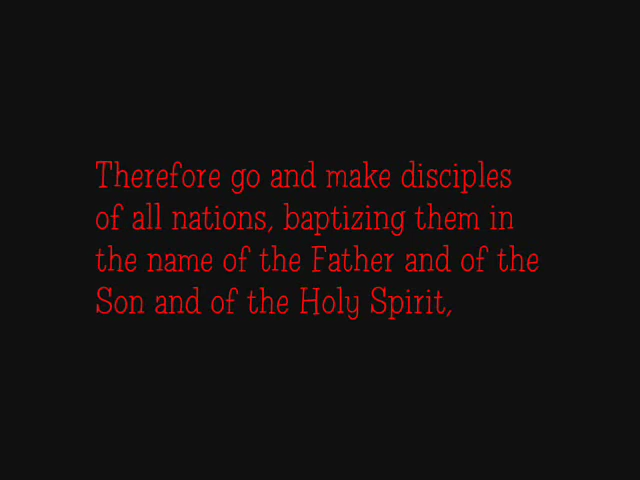 Therefore go and make disciples
of all nations, baptizing them in
the name of the Father and of the
Son and of the Holy Spirit,